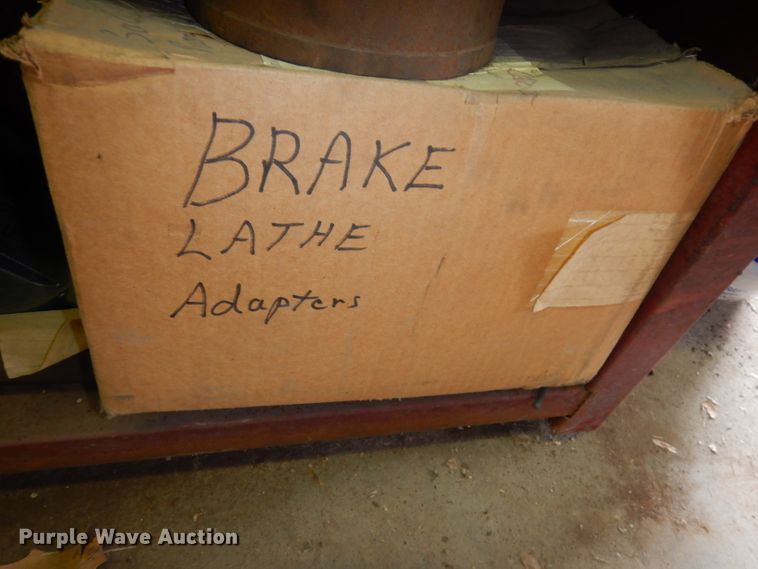 BRAKE
LATHE
Adapters
Purple Wave Auction